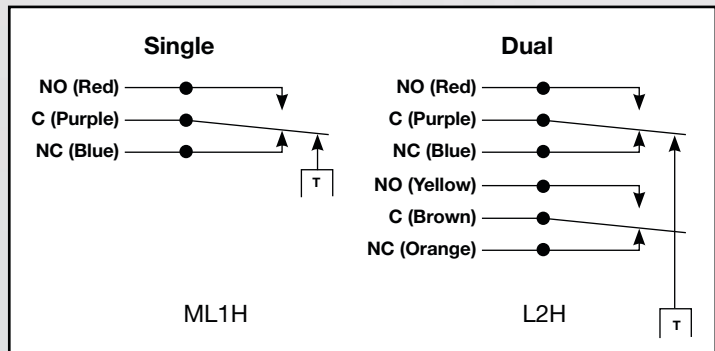 Single
NO (Red)
C (Purple)
NC (Blue)
T
ML1H
Dual
NO (Red)
C (Purple)
NC (Blue)
NO (Yellow)
C (Brown)
NC (Orange)
T
L2H